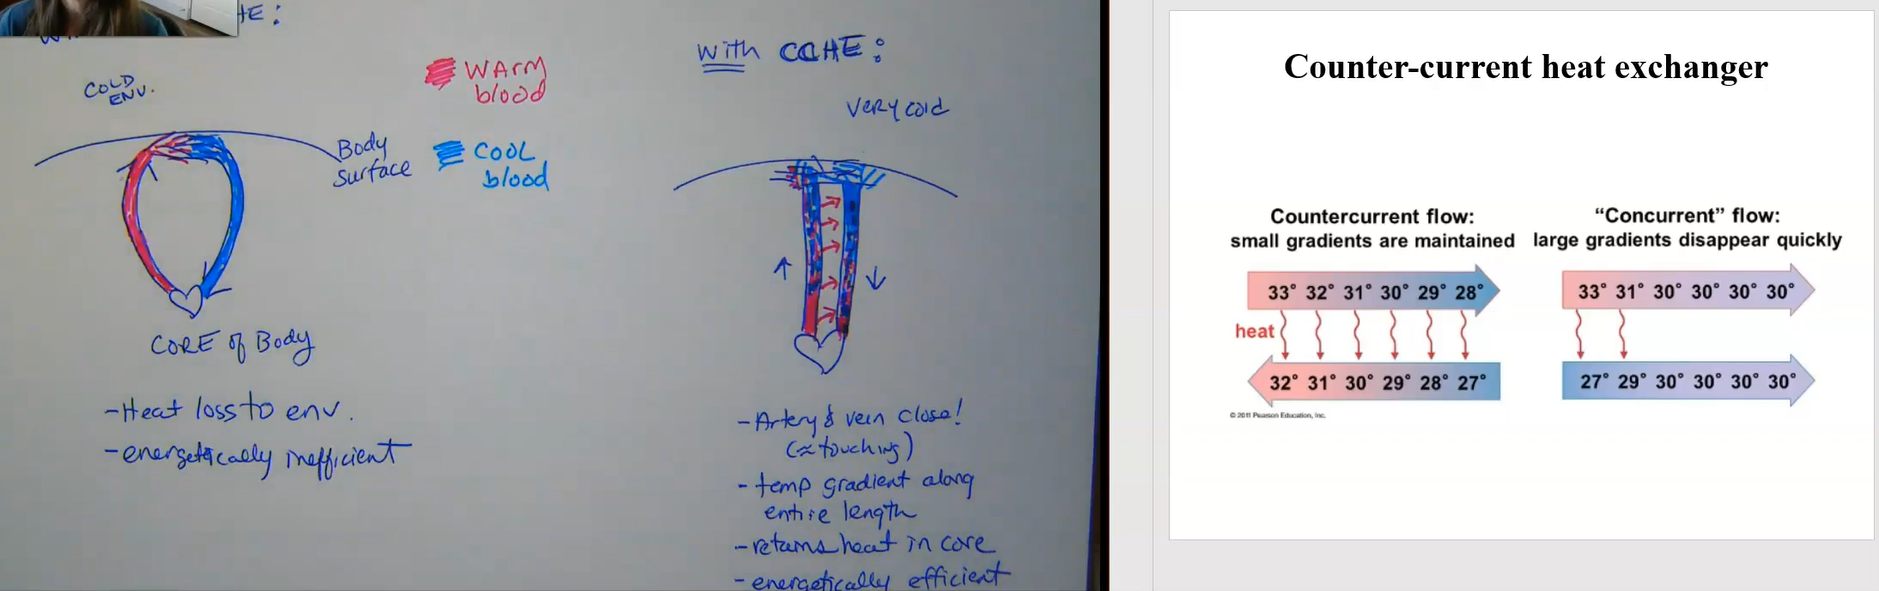 TE:
COLD
ENV.
Body
surface
WARM
blood
COOL
blood
CORE of Body
-Heat loss to env.
-energetically inefficient
With CCHE:
Very cold
-Artery & vein close!
(≈touching)
- temp gradient along
entire length
-retains heat in core
-energetically efficient
Counter-current heat exchanger
Countercurrent flow:
small gradients are maintained
33° 32° 31° 30° 29° 28°
heat
32° 31° 30° 29° 28° 27°
© 2011 Pearson Education, Inc.
“Concurrent” flow:
large gradients disappear quickly
33° 31° 30° 30° 30° 30°
27° 29° 30° 30° 30° 30°